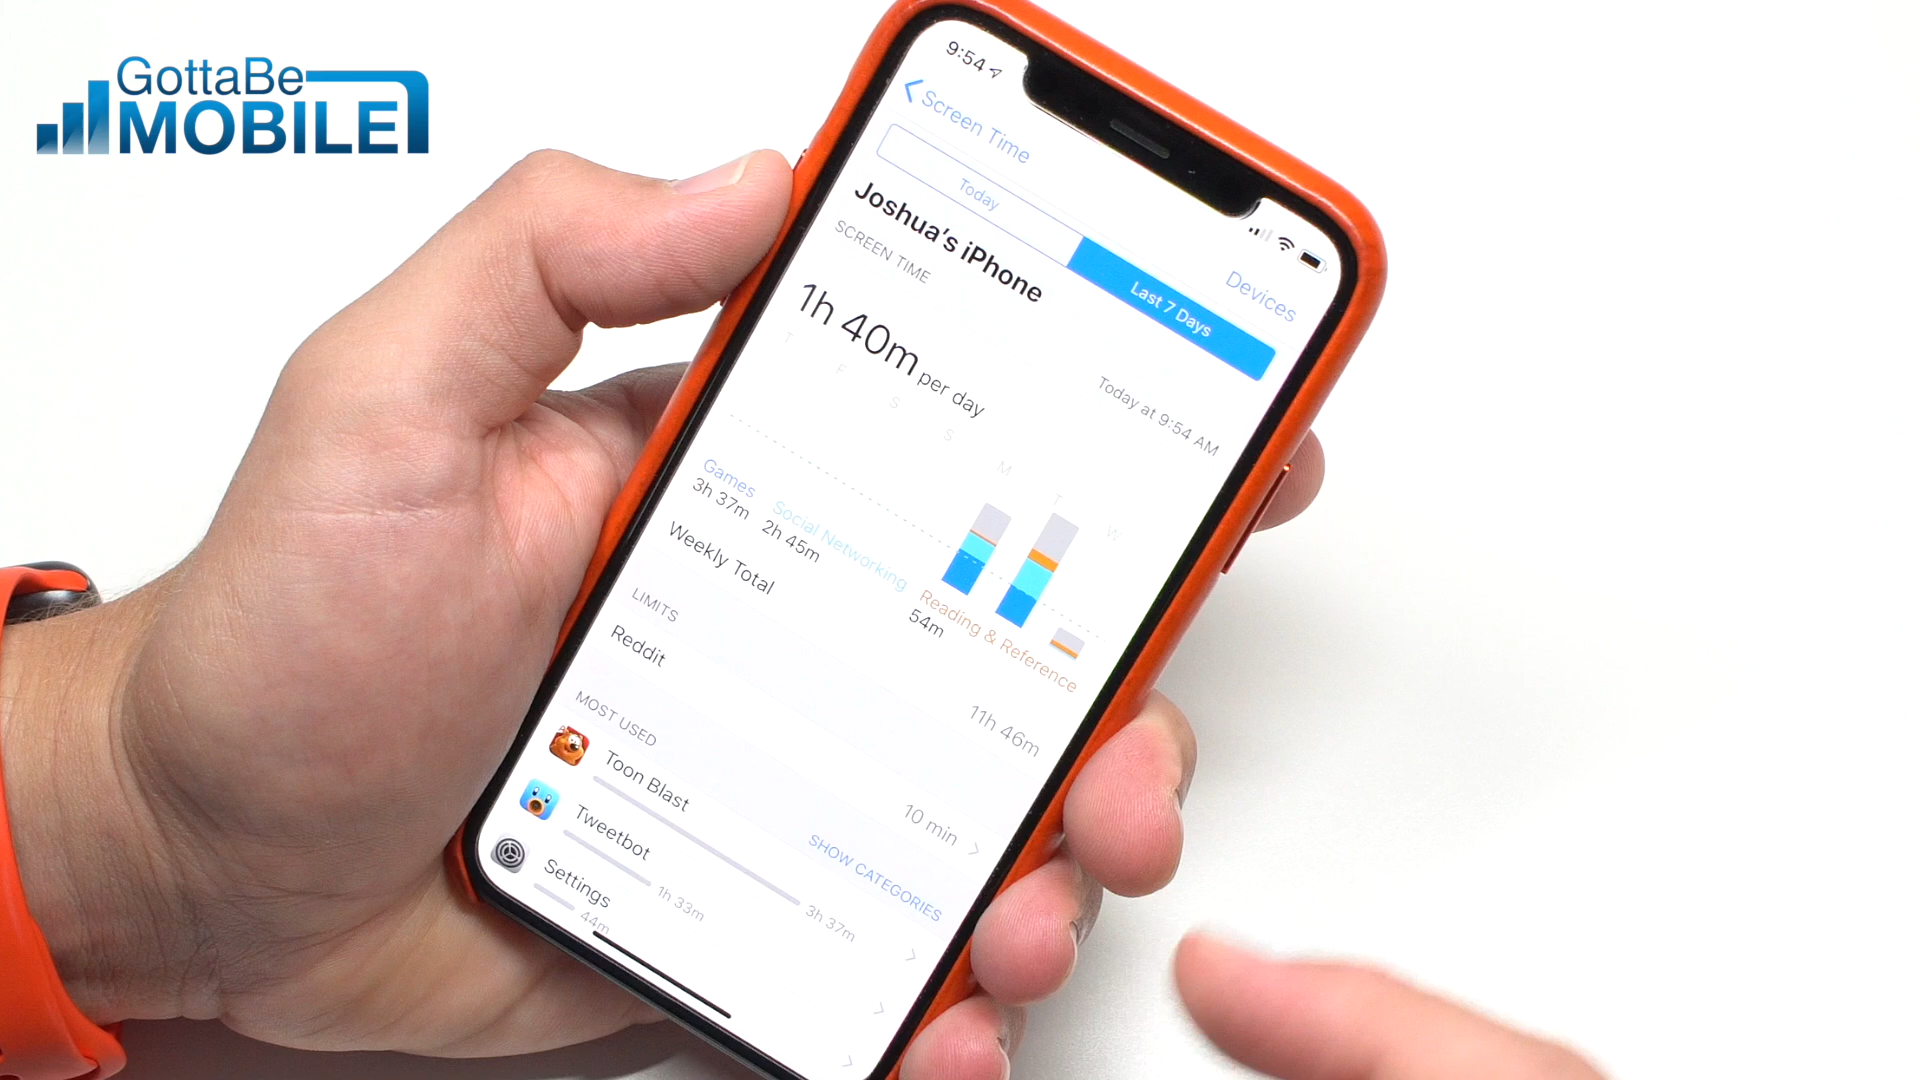 GottaBe
MOBILE
9:54
Screen Time
Devices
Today
Last 7 Days
Joshua's iPhone
SCREEN TIME
Today at 9:54 AM
1h 40m per day
T F S S M T W
Games Social Networking Reading & Reference
3h 37m 2h 45m 54m
Weekly Total 11h 46m
LIMITS
Reddit 10 min
MOST USED SHOW CATEGORIES
Toon Blast
3h 37m
Tweetbot
1h 33m
Settings
44m